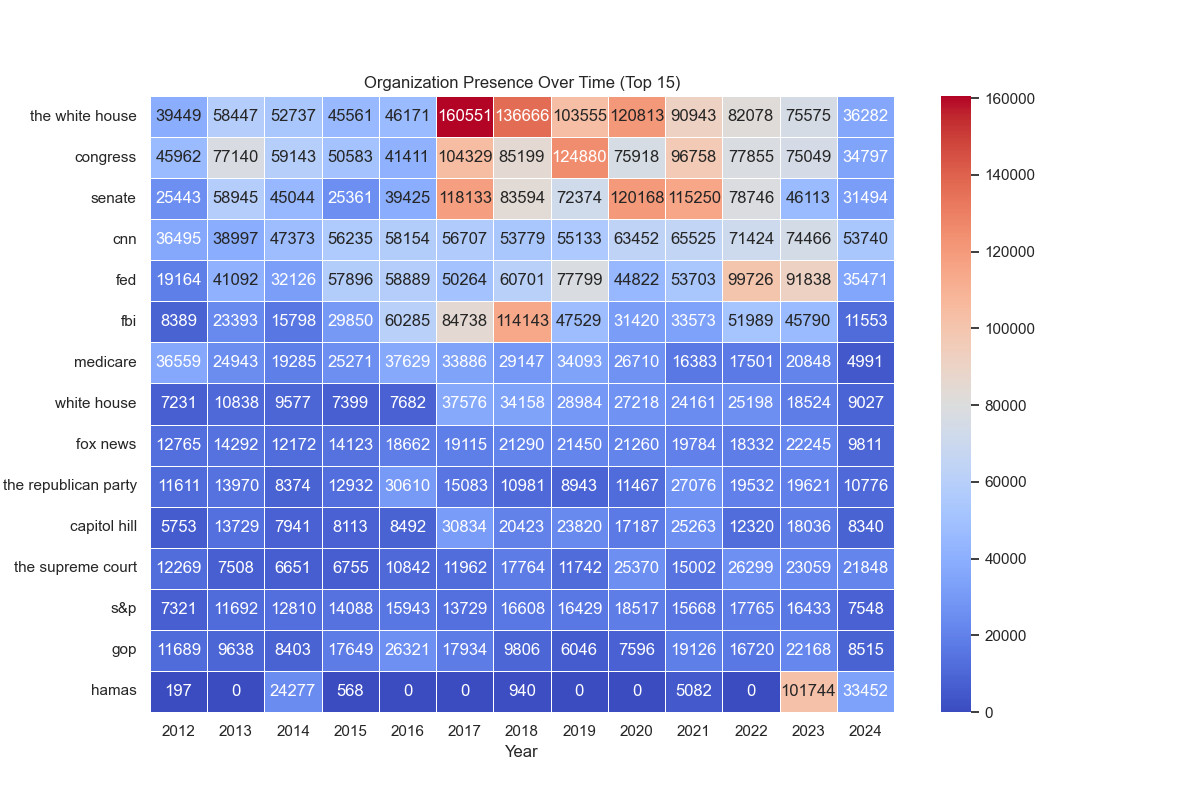 Organization Presence Over Time (Top 15)
the white house 39449 58447 52737 45561 46171 160551 136666 103555 120813 90943 82078 75575 36282
congress 45962 77140 59143 50583 41411 104329 85199 124880 75918 96758 77855 75049 34797
senate 25443 58945 45044 25361 39425 118133 83594 72374 120168 115250 78746 46113 31494
cnn 36495 38997 47373 56235 58154 56707 53779 55133 63452 65525 71424 74466 53740
fed 19164 41092 32126 57896 58889 50264 60701 77799 44822 53703 99726 91838 35471
fbi 8389 23393 15798 29850 60285 84738 114143 47529 31420 33573 51989 45790 11553
medicare 36559 24943 19285 25271 37629 33886 29147 34093 26710 16383 17501 20848 4991
white house 7231 10838 9577 7399 7682 37576 34158 28984 27218 24161 25198 18524 9027
fox news 12765 14292 12172 14123 18662 19115 21290 21450 21260 19784 18332 22245 9811
the republican party 11611 13970 8374 12932 30610 15083 10981 8943 11467 27076 19532 19621 10776
capitol hill 5753 13729 7941 8113 8492 30834 20423 23820 17187 25263 12320 18036 8340
the supreme court 12269 7508 6651 6755 10842 11962 17764 11742 25370 15002 26299 23059 21848
s&p 7321 11692 12810 14088 15943 13729 16608 16429 18517 15668 17765 16433 7548
gop 11689 9638 8403 17649 26321 17934 9806 6046 7596 19126 16720 22168 8515
hamas 197 0 24277 568 0 0 940 0 0 5082 0 101744 33452
2012 2013 2014 2015 2016 2017 2018 2019 2020 2021 2022 2023 2024
Year
160000
140000
120000
100000
80000
60000
40000
20000
0